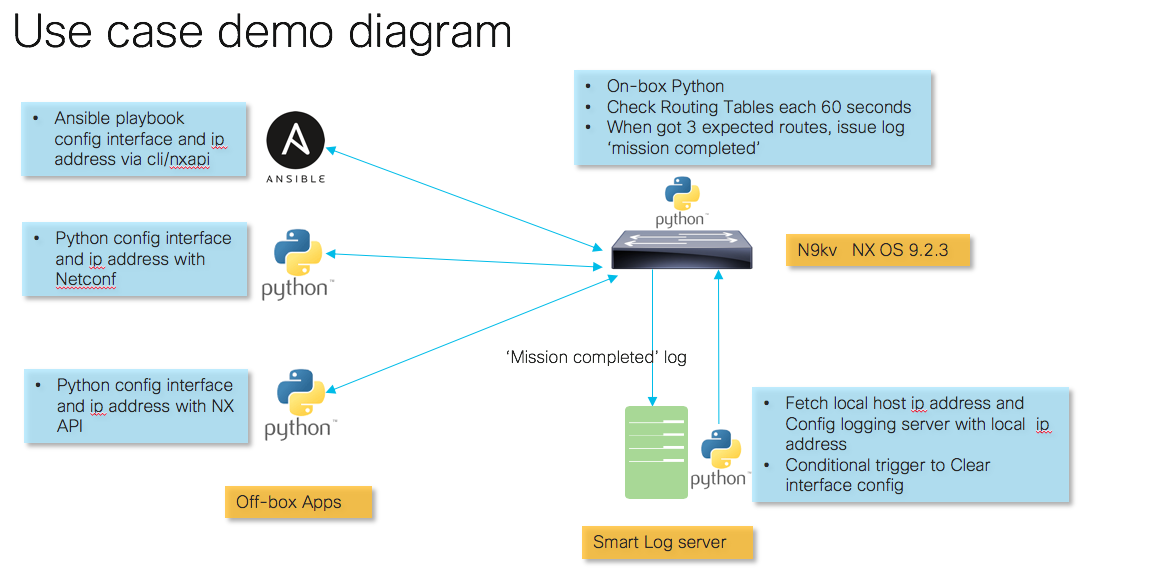 Use case demo diagram
• Ansible playbook
config interface and ip
address via cli/nxapi
ANSIBLE
• On-box Python
• Check Routing Tables each 60 seconds
• When got 3 expected routes, issue log
‘mission completed’
python™
N9kv NX OS 9.2.3
• Python config interface
and ip address with
Netconf
python™
‘Mission completed’ log
• Python config interface
and ip address with NX
API
python™
Off-box Apps
• Fetch local host ip address and
Config logging server with local ip
address
• Conditional trigger to Clear
interface config
python™
Smart Log server